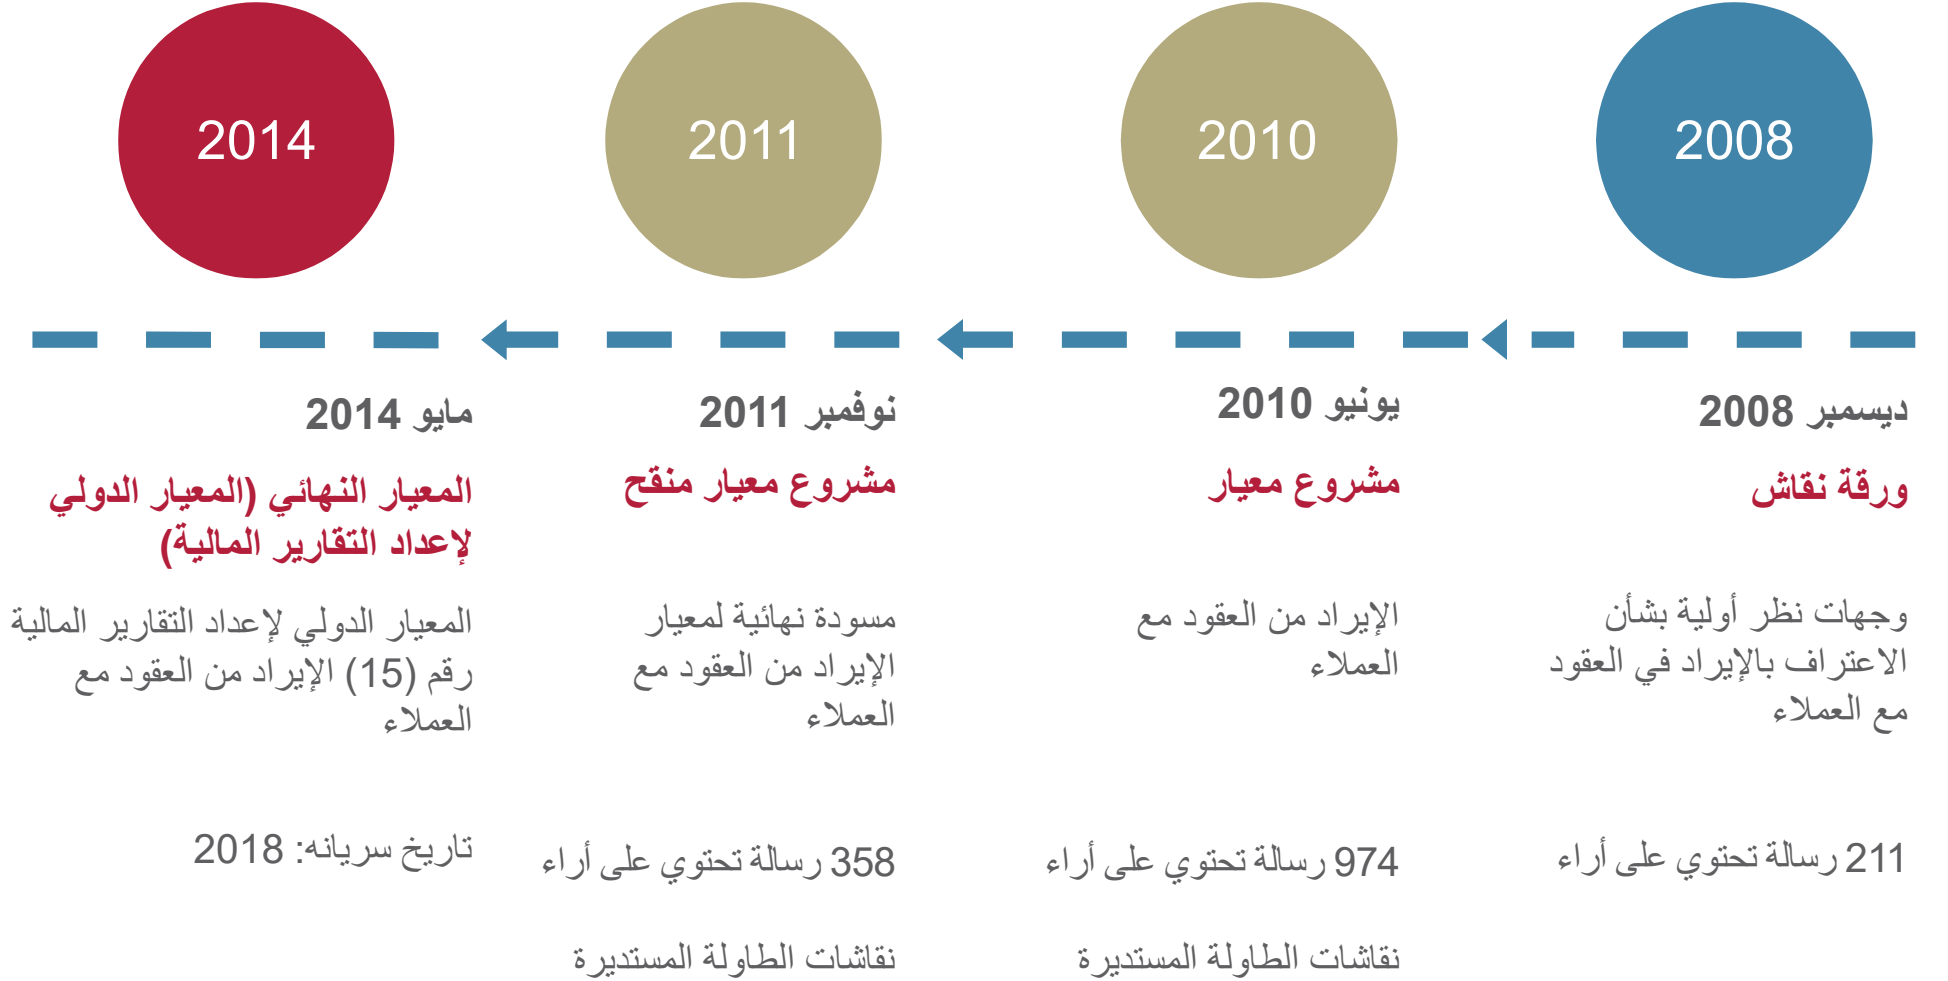 2008
ديسمبر 2008
ورقة نقاش
وجهات نظر أولية بشأن
الاعتراف بالإيراد في العقود
مع العملاء
211 رسالة تحتوي على أراء
2010
يونيو 2010
مشروع معيار
الإيراد من العقود مع
العملاء
974 رسالة تحتوي على أراء
نقاشات الطاولة المستديرة
2011
نوفمبر 2011
مشروع معيار منقح
مسودة نهائية لمعيار
الإيراد من العقود مع
العملاء
358 رسالة تحتوي على أراء
نقاشات الطاولة المستديرة
2014
مايو 2014
المعيار النهائي (المعيار الدولي
لإعداد التقارير المالية)
المعيار الدولي لإعداد التقارير المالية
رقم (15) الإيراد من العقود مع
العملاء
تاريخ سريانه: 2018